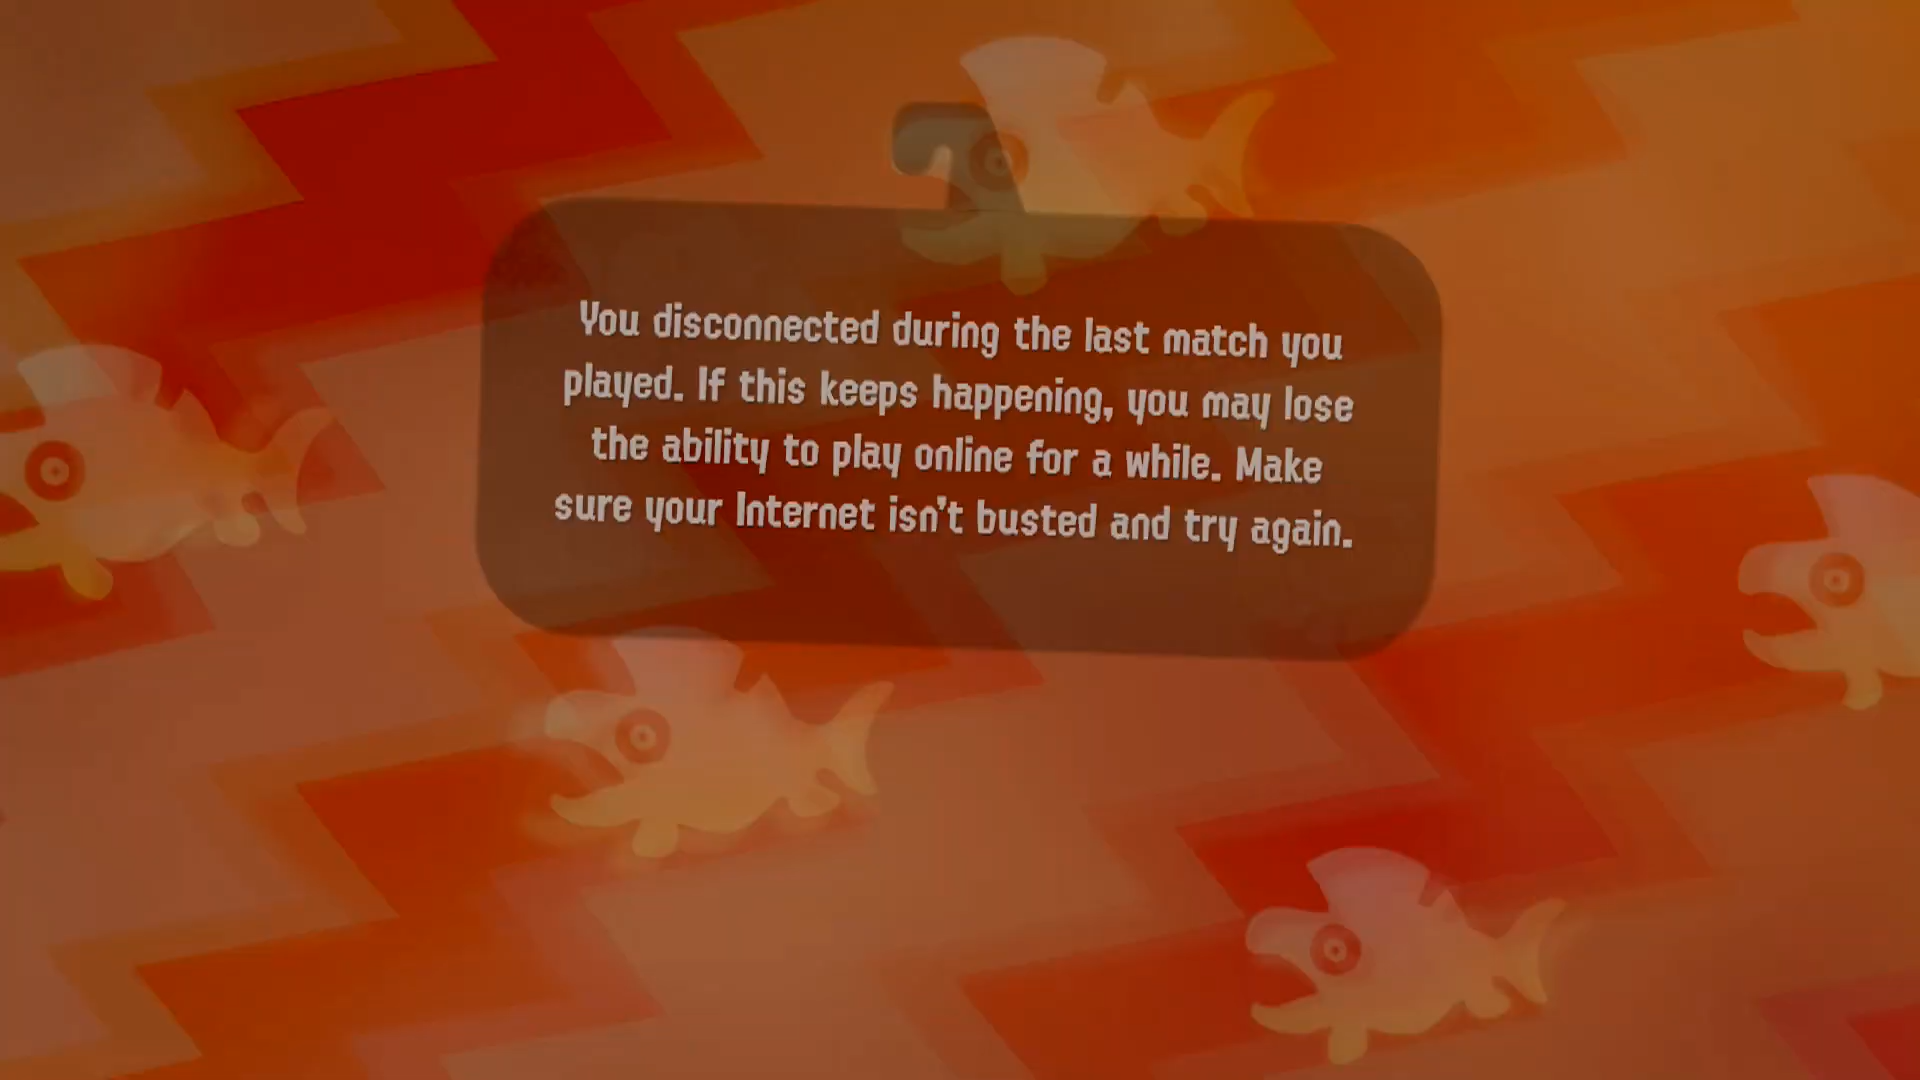 You disconnected during the last match you
played. If this keeps happening, you may lose
the ability to play online for a while. Make
sure your Internet isn't busted and try again.